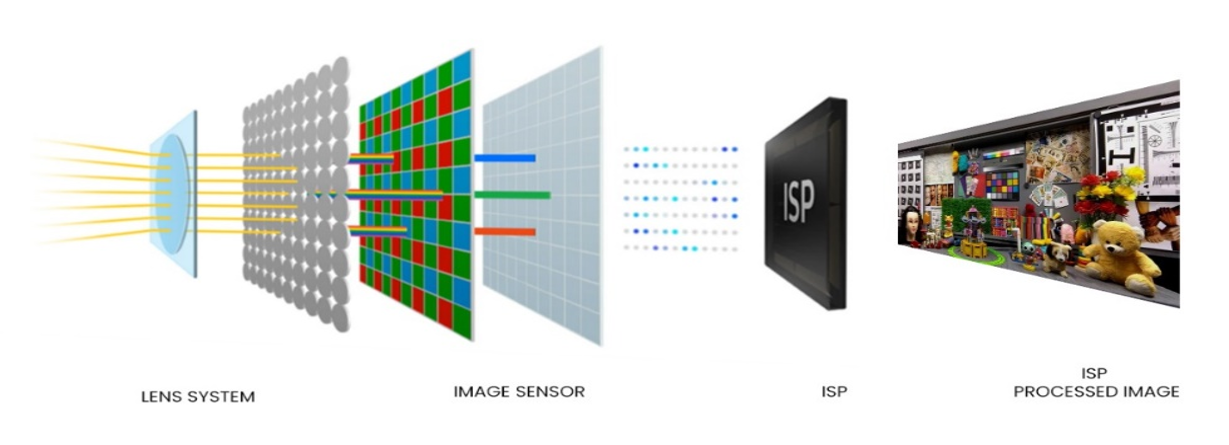 ISP
LENS SYSTEM
IMAGE SENSOR
ISP
ISP
PROCESSED IMAGE